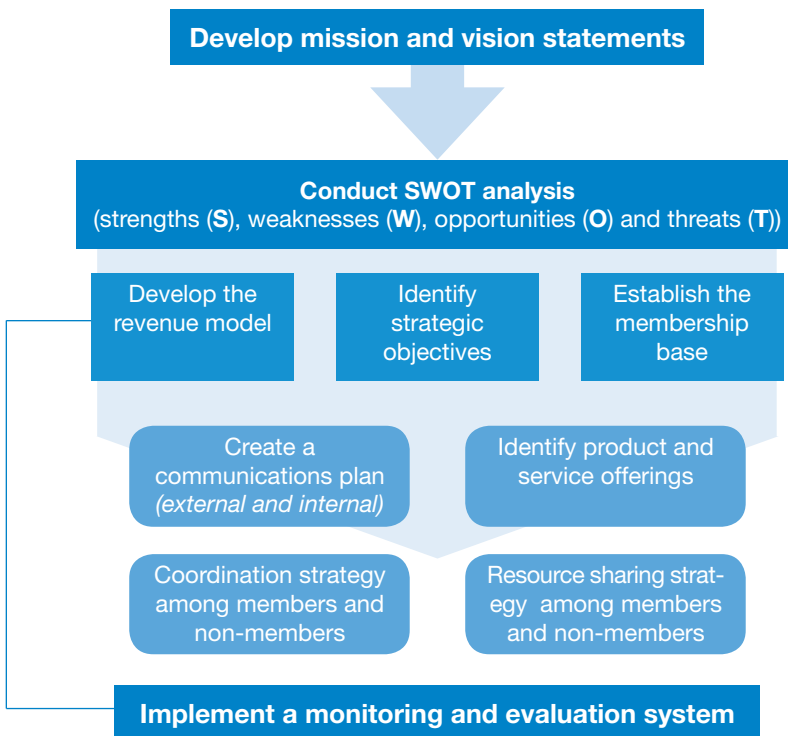 Develop mission and vision statements
Conduct SWOT analysis
(strengths (S), weaknesses (W), opportunities (O) and threats (T))
Develop the
revenue model
Identify
strategic
objectives
Establish the
membership
base
Create a
communications plan
(external and internal)
Identify product and
service offerings
Coordination strategy
among members and
non-members
Resource sharing strat-
egy among members
and non-members
Implement a monitoring and evaluation system